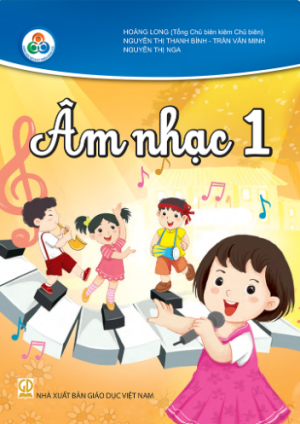 HOÀNG LONG (Tổng Chủ biên kiêm Chủ biên)
NGUYỄN THỊ THANH BÌNH - TRẦN VĂN MINH
NGUYỄN THỊ NGA
Âm nhạc 1
NHÀ XUẤT BẢN GIÁO DỤC VIỆT NAM